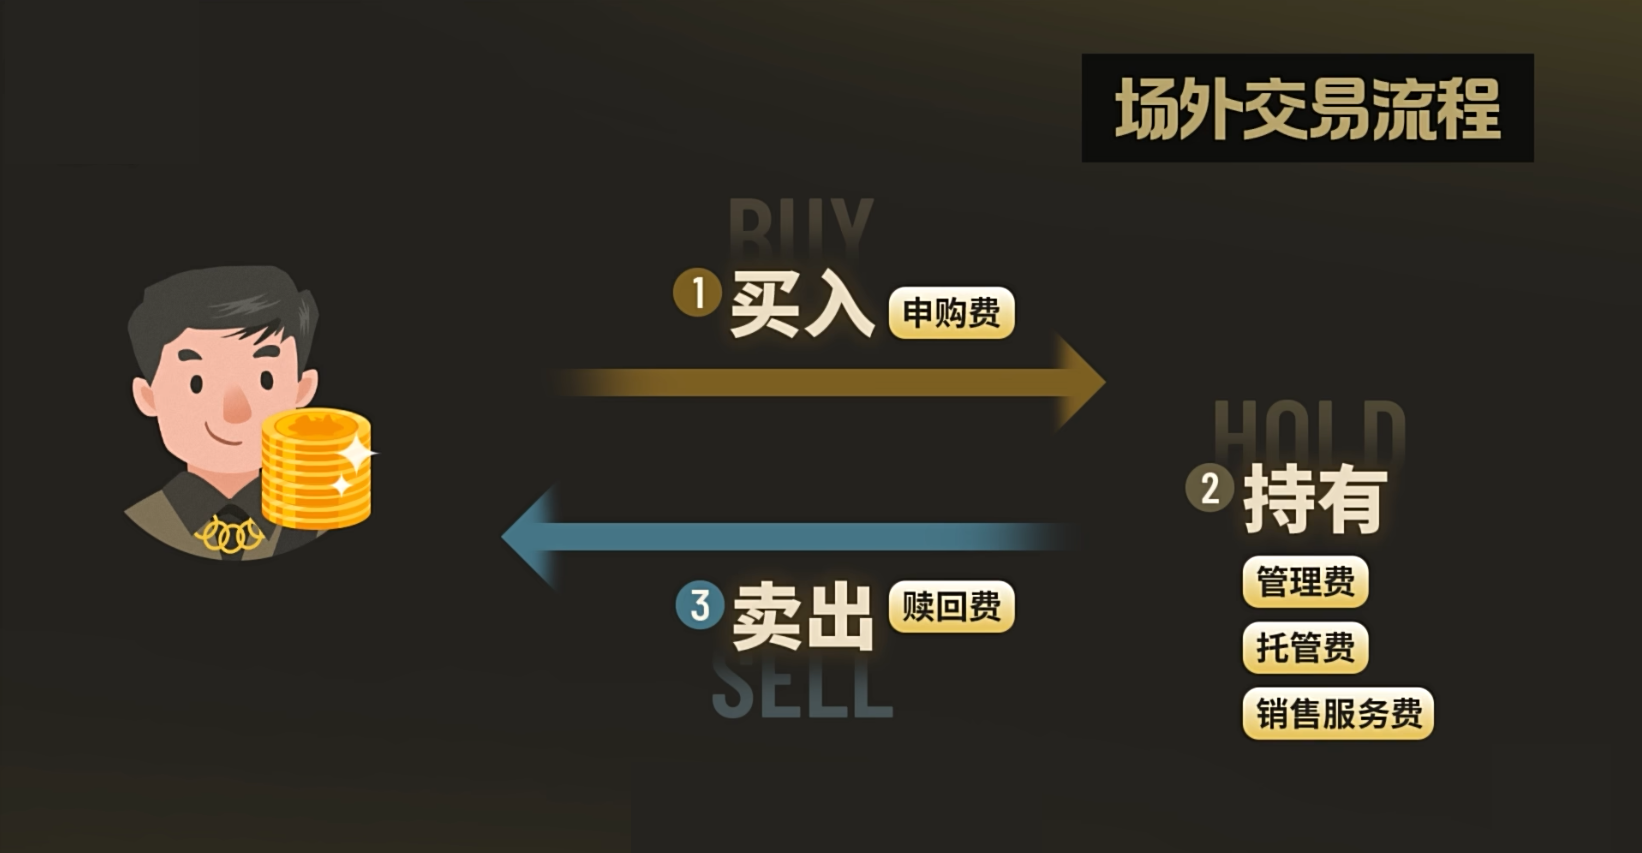 场外交易流程
BUY
1 买入 申购费
HOLD
2 持有
管理费
托管费
销售服务费
3 卖出 赎回费
SELL